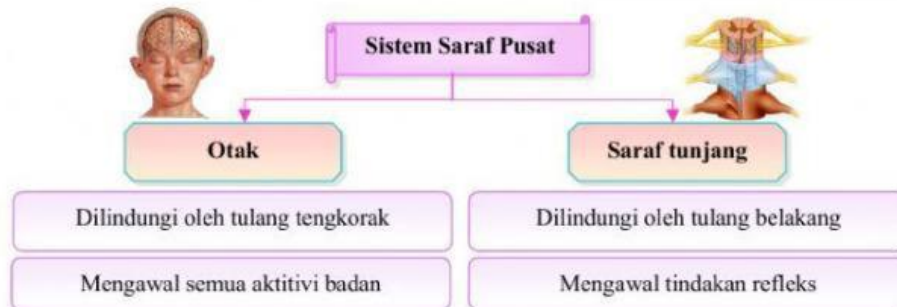 Sistem Saraf Pusat
Otak
Saraf tunjang
Dilindungi oleh tulang tengkorak
Dilindungi oleh tulang belakang
Mengawal semua aktitivi badan
Mengawal tindakan refleks